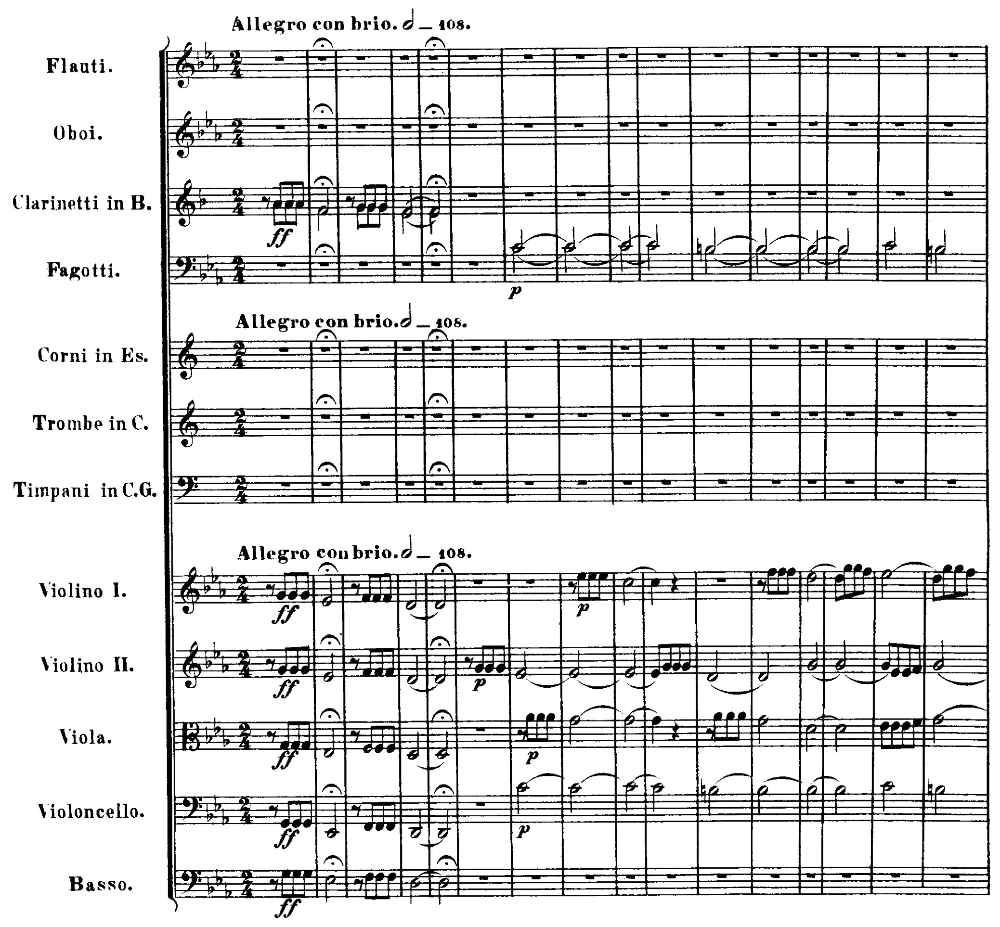 Allegro con brio. 𝅗𝅥 – 108.
Flauti.
Oboi.
Clarinetti in B.
ff
Fagotti.
p
Allegro con brio. 𝅗𝅥 – 108.
Corni in Es.
Trombe in C.
Timpani in C.G.
Allegro con brio. 𝅗𝅥 – 108.
Violino I.
ff p
Violino II.
ff p
Viola.
ff p
Violoncello.
ff p
Basso.
ff